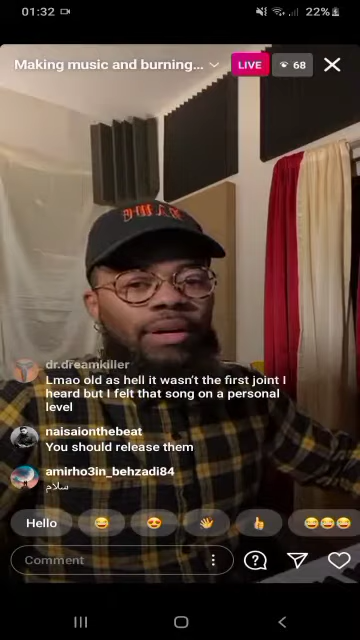 01:32
22%
Making music and burning...
LIVE
68
dr.dreamkiller
Lmao old as hell it wasn't the first joint I
heard but I felt that song on a personal
level
naisaionthebeat
You should release them
amirho3in_behzadi84
سلام
Hello
Comment